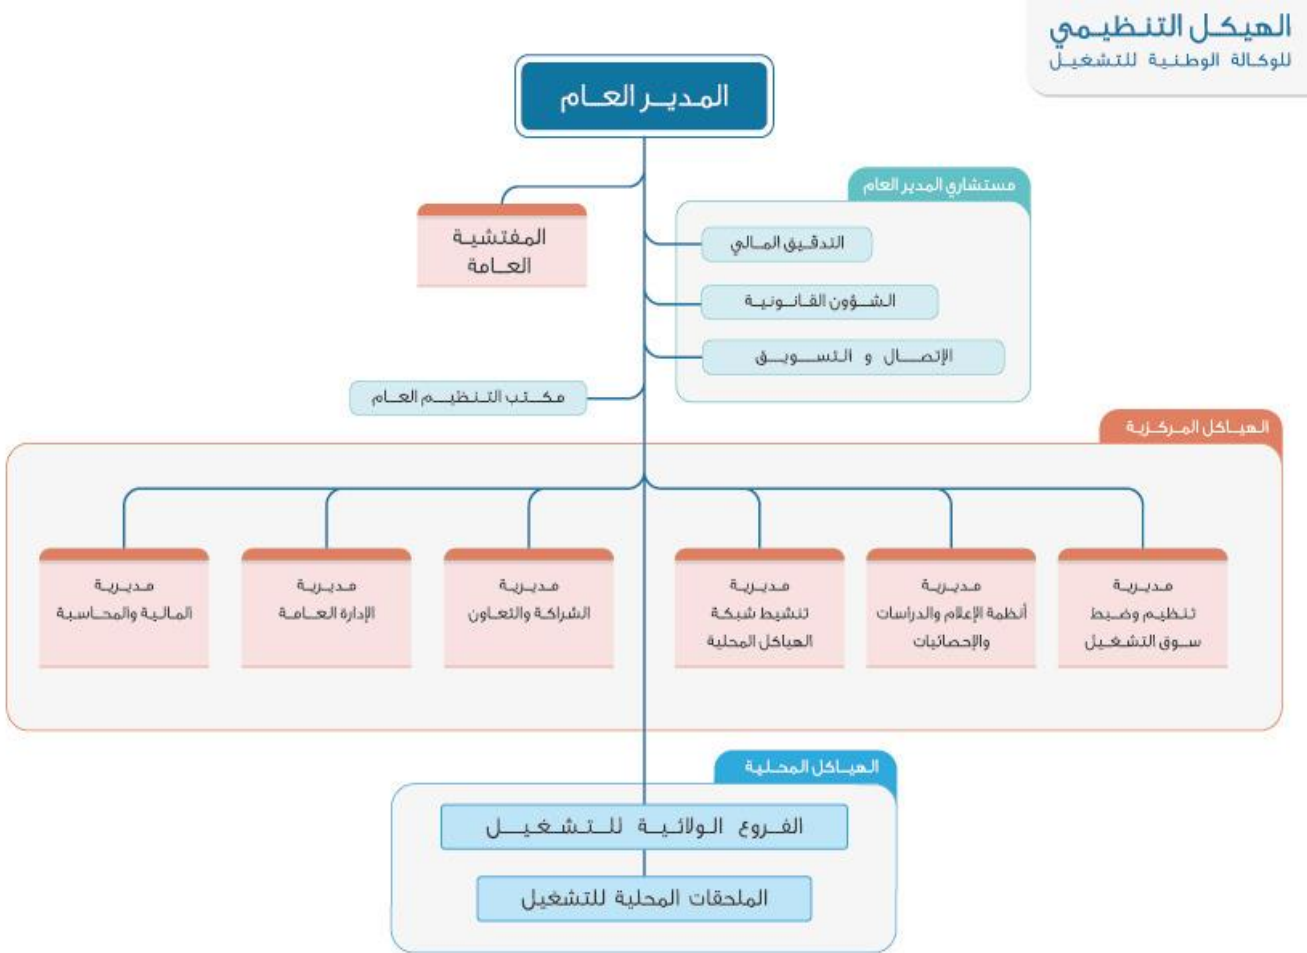 الهيكل التنظيمي
للوكالة الوطنية للتشغيل
المدير العام
مستشاري المدير العام
التدقيق المالي
الشؤون القانونية
الإتصال و التسويق
المفتشية
العامة
مكتب التنظيم العام
الهياكل المركزية
مديرية
تنظيم وضبط
سوق التشغيل
مديرية
أنظمة الإعلام والدراسات
والإحصائيات
مديرية
تنشيط شبكة
الهياكل المحلية
مديرية
الشراكة والتعاون
مديرية
الإدارة العامة
مديرية
المالية والمحاسبة
الهياكل المحلية
الفروع الولائية للتشغيل
الملحقات المحلية للتشغيل